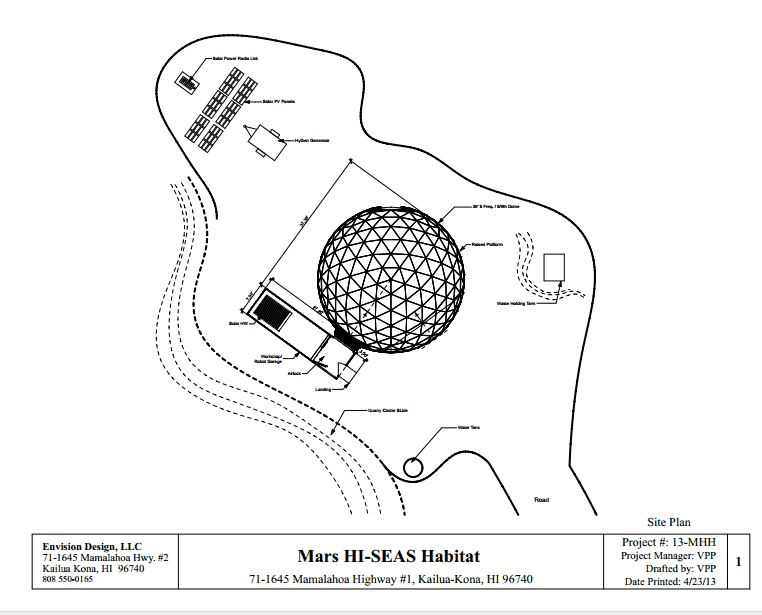 Solar Power Radio Link
Solar PV Panels
HyGen Generator
36' 5 Freq. / 5/8th Dome
Raised Platform
Waste Holding Tank
Solar HW
Workshop/
Robot Garage
Airlock
Landing
Quarry Cinder Slide
Water Tank
Road
Site Plan
Envision Design, LLC
71-1645 Mamalahoa Hwy. #2
Kailua Kona, HI 96740
808 550-0165
Mars HI-SEAS Habitat
71-1645 Mamalahoa Highway #1, Kailua-Kona, HI 96740
Project #: 13-MHH
Project Manager: VPP
Drafted by: VPP
Date Printed: 4/23/13
1